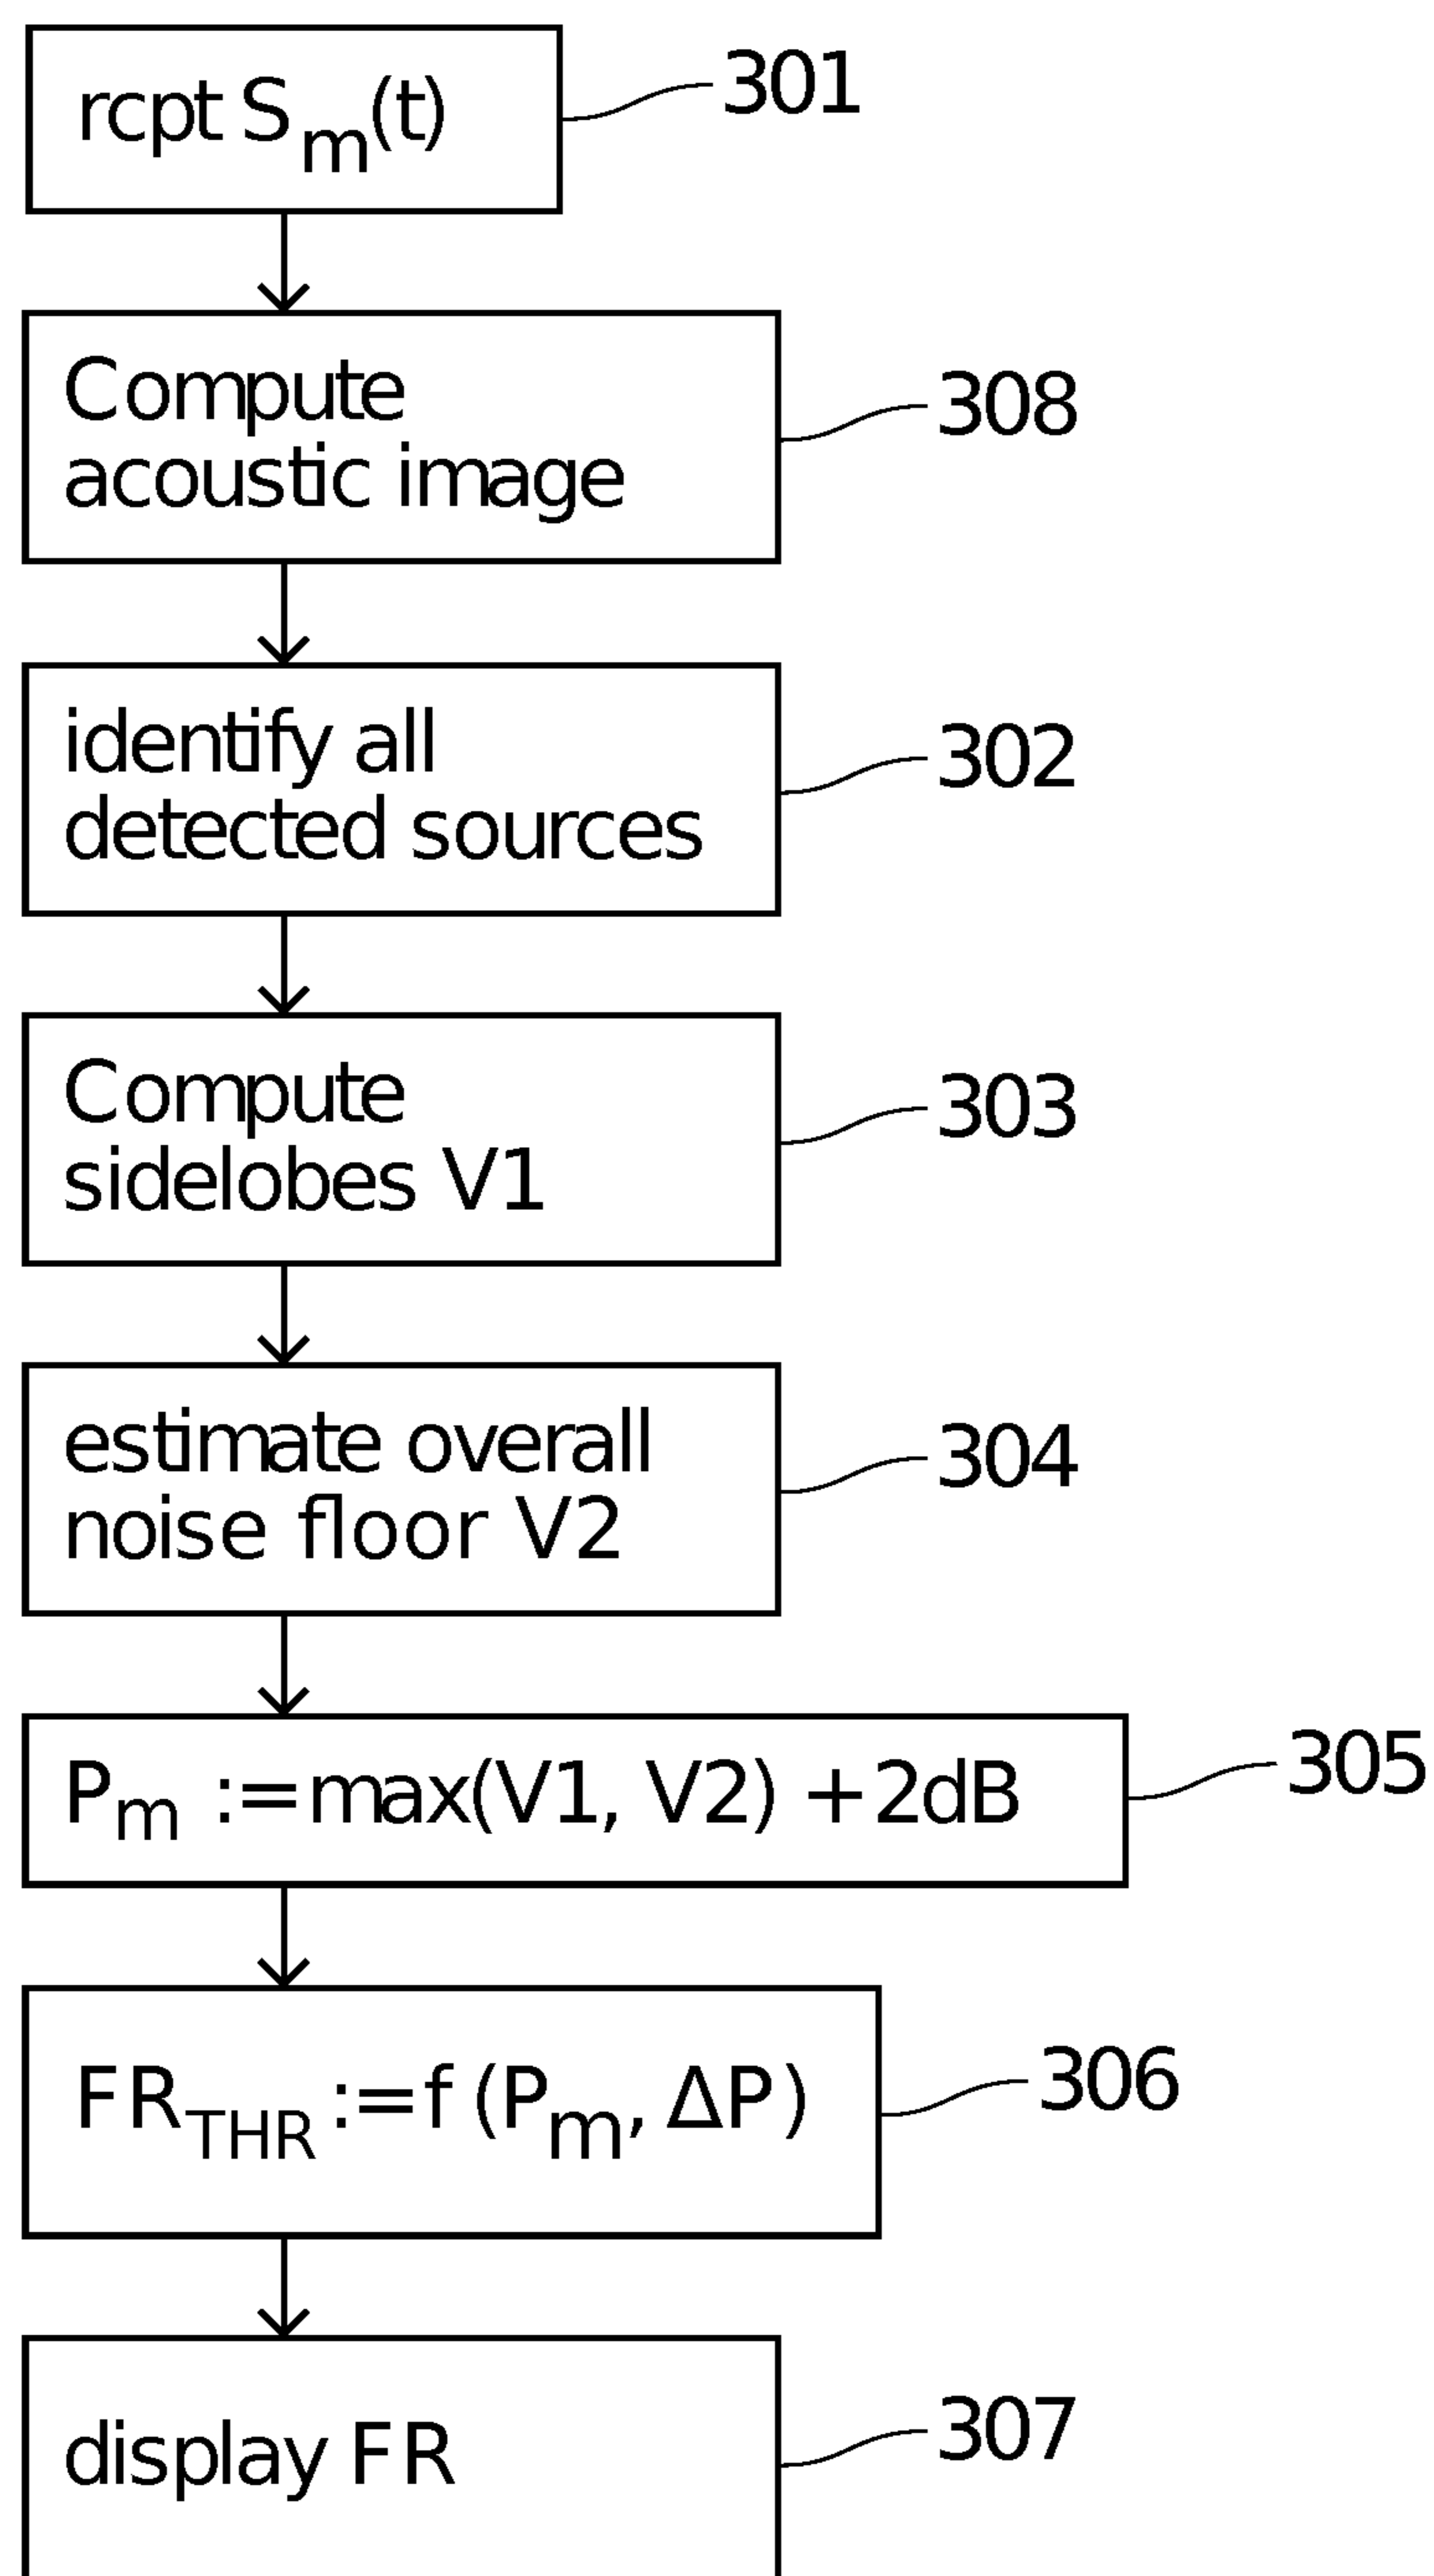 rcpt Sm(t)
301
Compute
acoustic image
308
identify all
detected sources
302
Compute
sidelobes V1
303
estimate overall
noise floor V2
304
Pm :=max(V1, V2) +2dB
305
FRTHR :=f (Pm, ΔP)
306
display FR
307